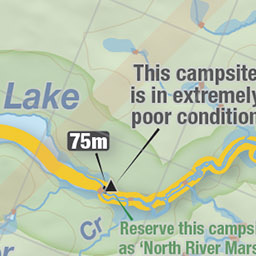 This campsite
is in extremely
poor condition
Lake
75m
Cr
Reserve this campsi
as 'North River Mars